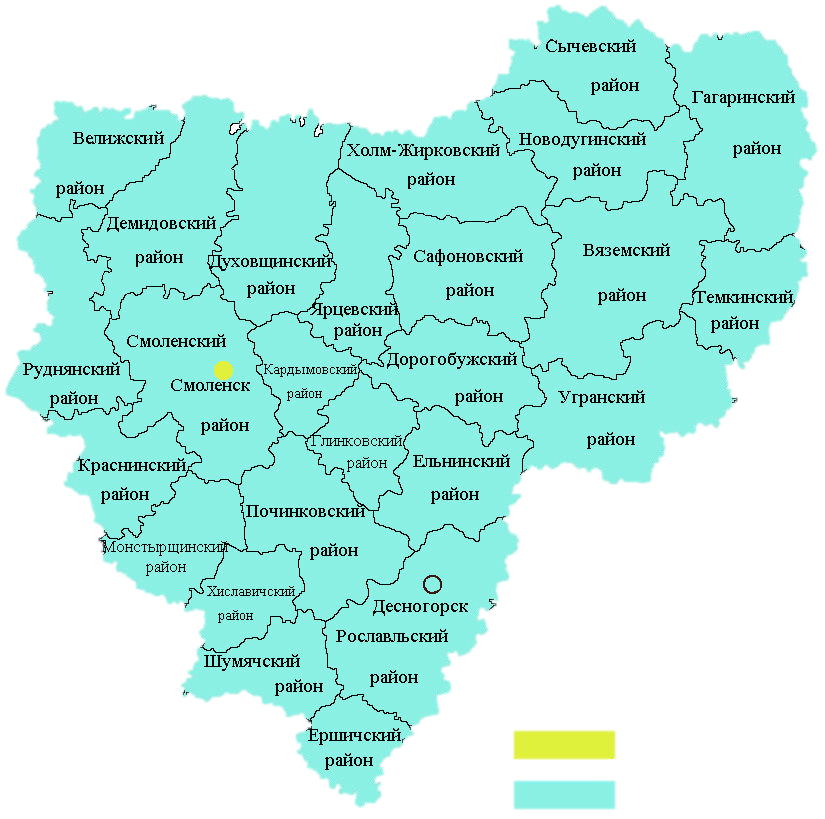 Сычевский
район
Гагаринский
район
Велижский
район
Холм-Жирковский
район
Новодугинский
район
Демидовский
район
Духовщинский
район
Сафоновский
район
Вяземский
район
Темкинский
район
Ярцевский
район
Смоленский
Смоленск
район
Руднянский
район
Кардымовский
район
Дорогобужский
район
Угранский
район
Глинковский
район
Ельнинский
район
Краснинский
район
Починковский
район
Монстырщинский
район
Хиславичский
район
Десногорск
Рославльский
район
Шумячский
район
Ершичский
район